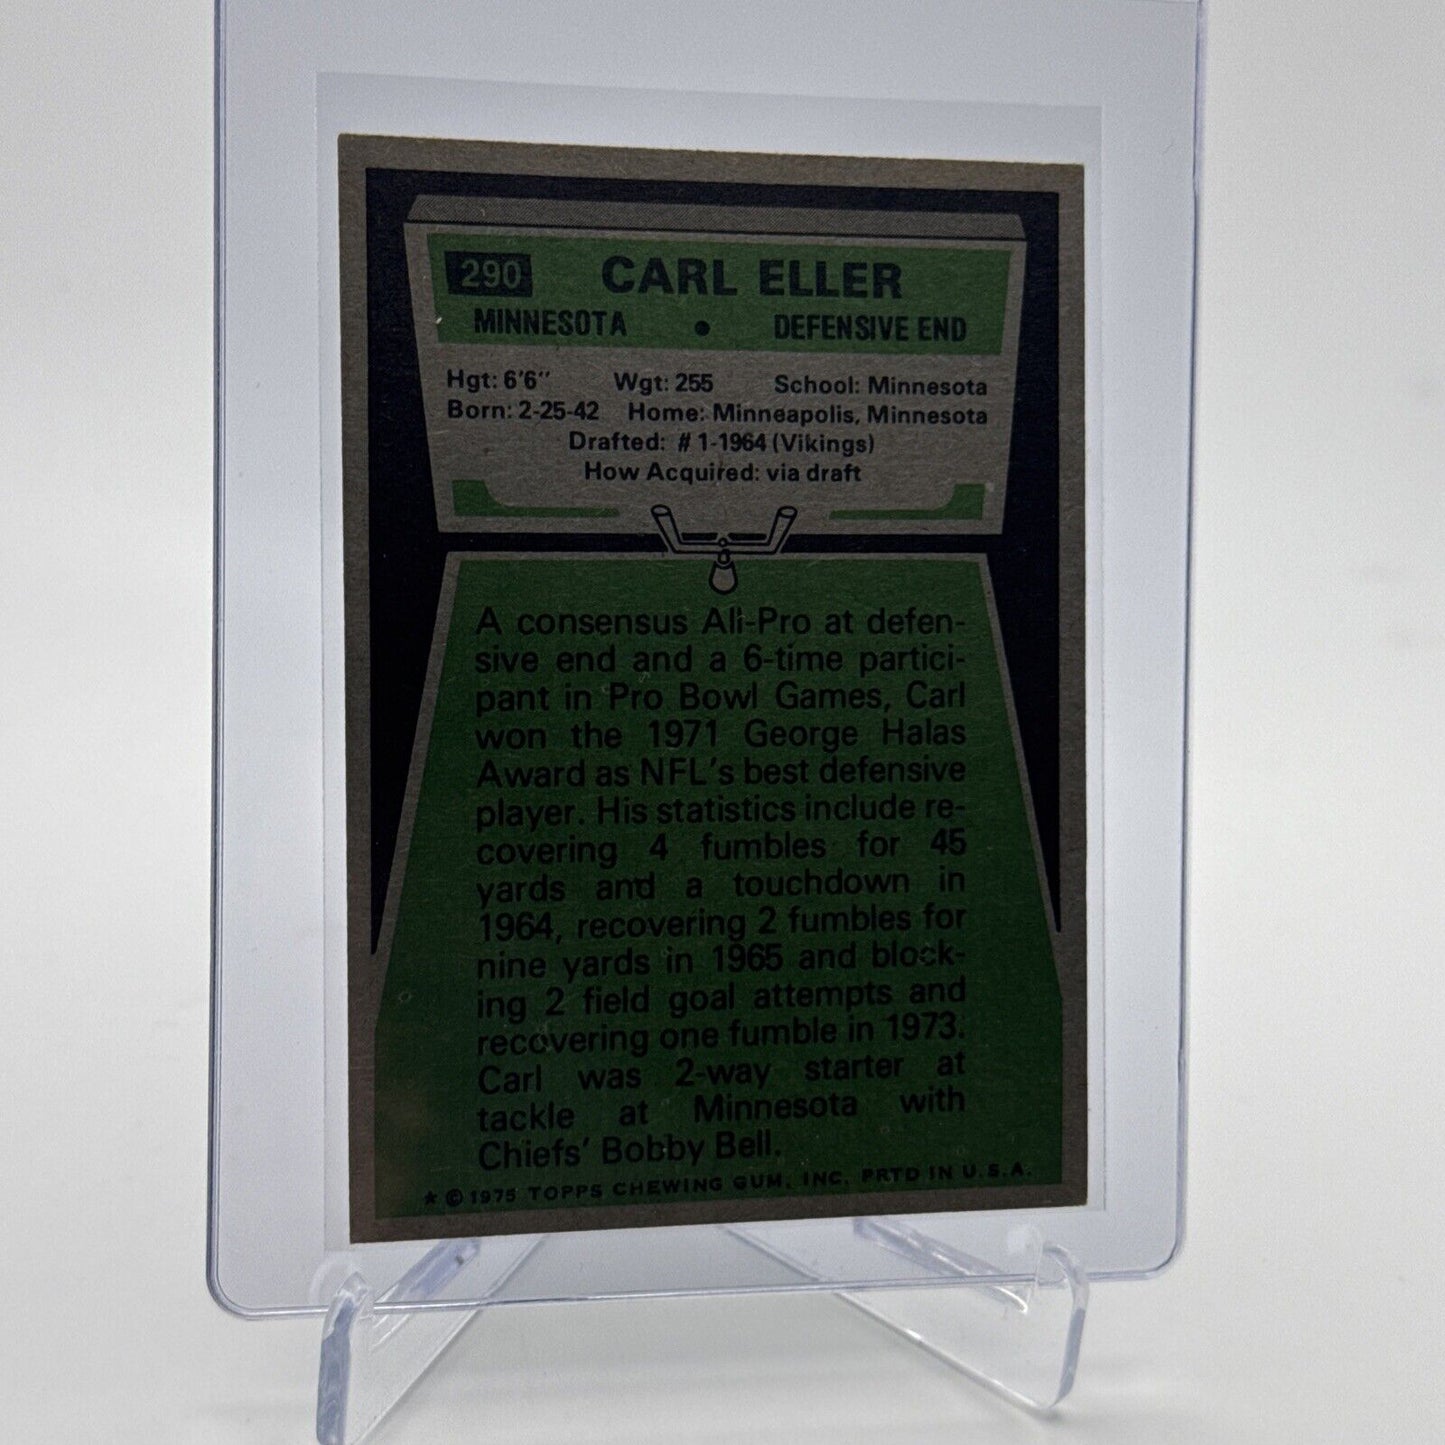 290 CARL ELLER
MINNESOTA • DEFENSIVE END
Hgt: 6'6" Wgt: 255 School: Minnesota
Born: 2-25-42 Home: Minneapolis, Minnesota
Drafted: #1-1964 (Vikings)
How Acquired: via draft
A consensus All-Pro at defen-
sive end and a 6-time partici-
pant in Pro Bowl Games, Carl
won the 1971 George Halas
Award as NFL's best defensive
player. His statistics include re-
covering 4 fumbles for 45
yards and a touchdown in
1964, recovering 2 fumbles for
nine yards in 1965 and block-
ing 2 field goal attempts and
recovering one fumble in 1973.
Carl was 2-way starter at
tackle at Minnesota with
Chiefs' Bobby Bell.
★ © 1975 TOPPS CHEWING GUM, INC. PRTD IN U.S.A.